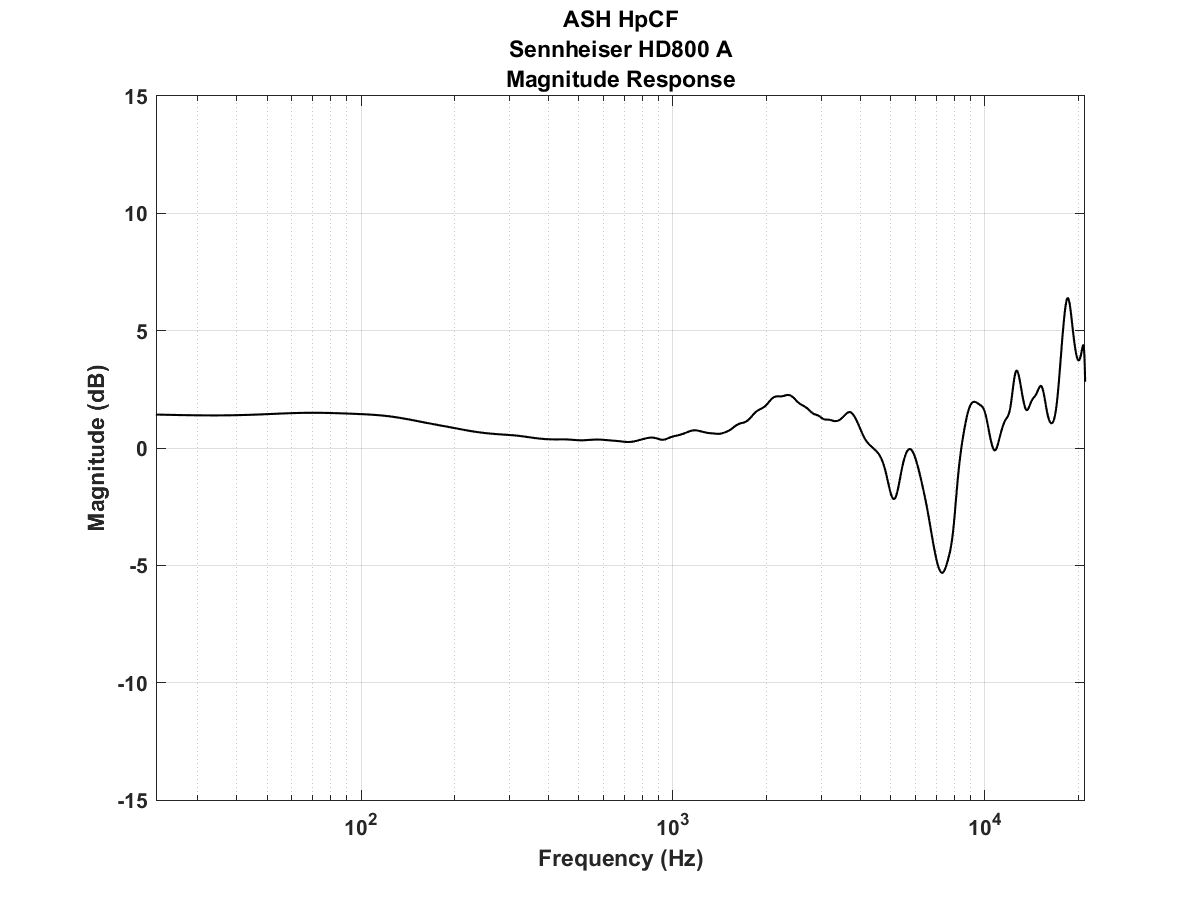 ASH HpCF
Sennheiser HD800 A
Magnitude Response
15
10
5
0
-5
-10
-15
Magnitude (dB)
10² 10³ 10⁴
Frequency (Hz)